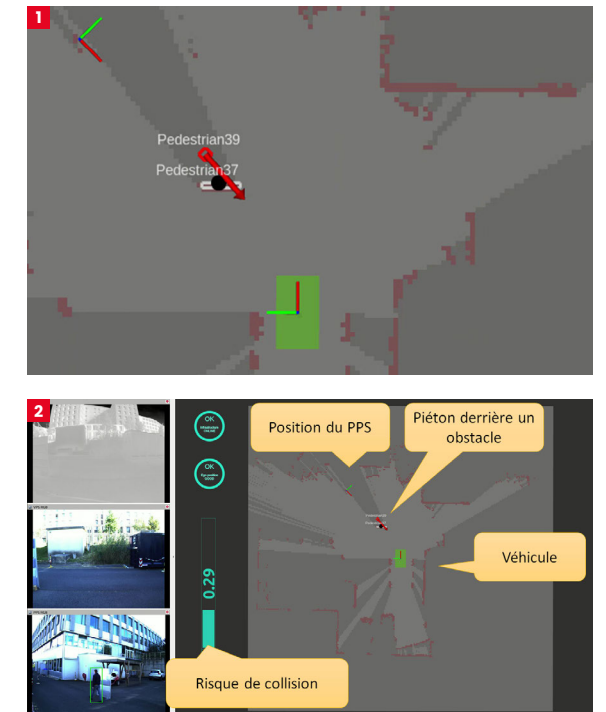 1
Pedestrian39
Pedestrian37
2
OK
OK
0.29
Position du PPS
Piéton derrière un
obstacle
Véhicule
Risque de collision